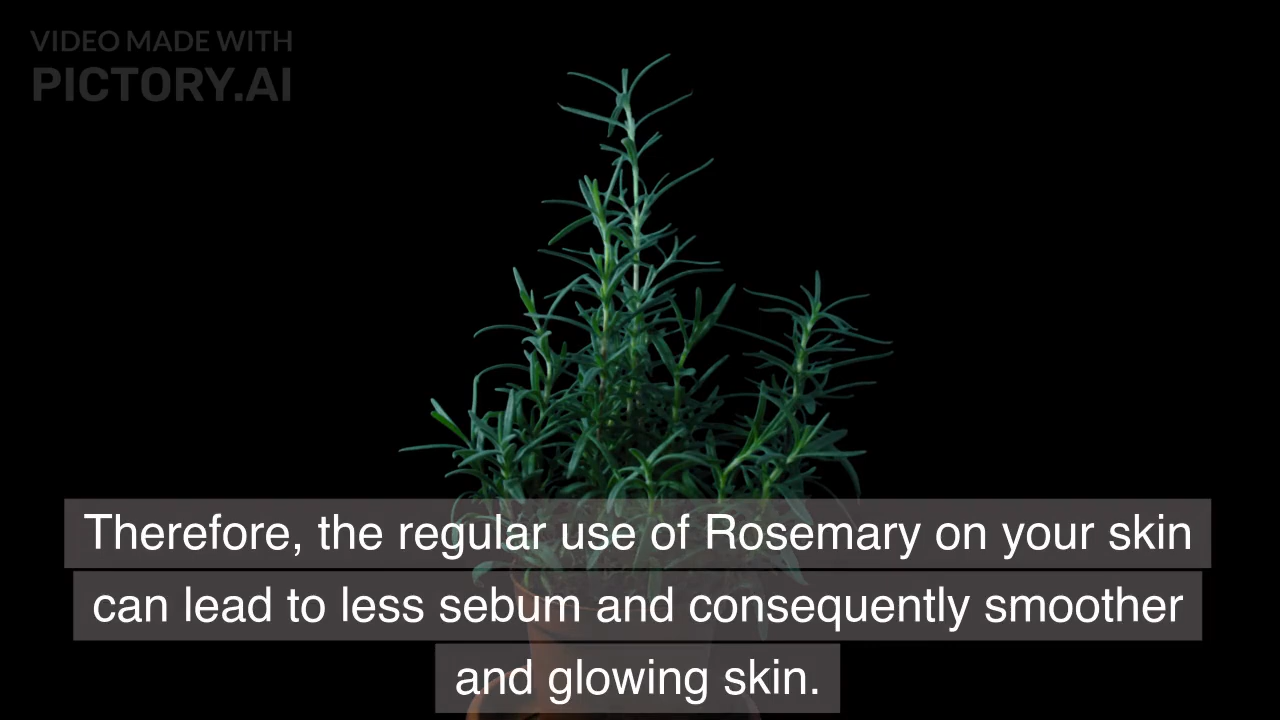 VIDEO MADE WITH
PICTORY.AI
Therefore, the regular use of Rosemary on your skin
can lead to less sebum and consequently smoother
and glowing skin.